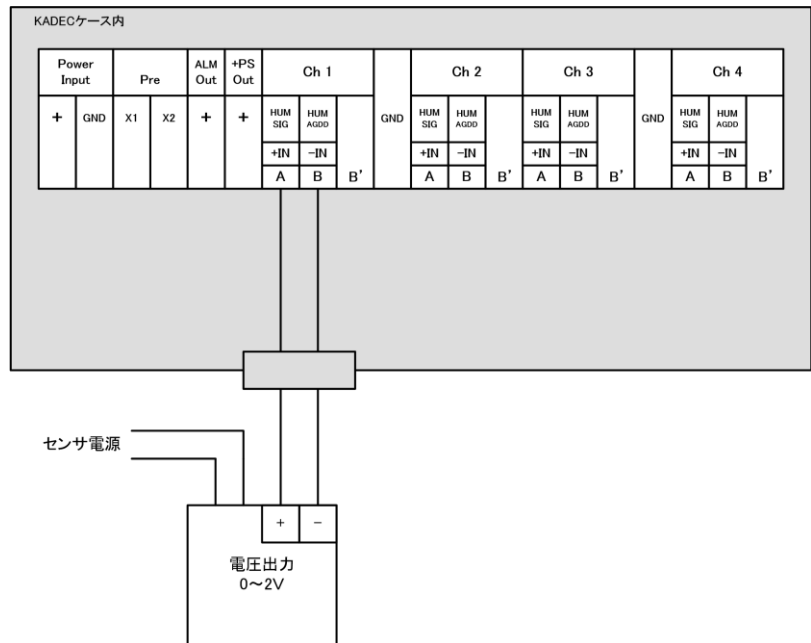 KADECケース内
Power Input
Pre
ALM Out
+PS Out
Ch 1
GND
Ch 2
Ch 3
GND
Ch 4
+
GND
X1
X2
+
+
HUM SIG
HUM AGDD
HUM SIG
HUM AGDD
HUM SIG
HUM AGDD
HUM SIG
HUM AGDD
+IN
-IN
+IN
-IN
+IN
-IN
+IN
-IN
A
B
B'
A
B
B'
A
B
B'
A
B
B'
センサ電源
+
-
電圧出力
0~2V